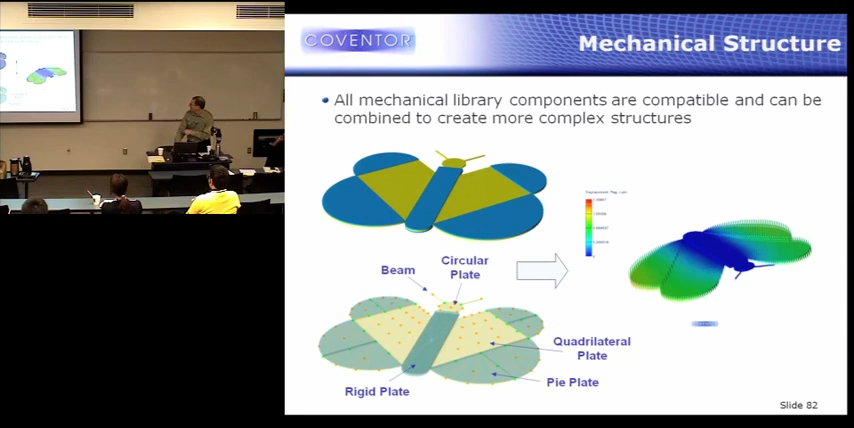 COVENTOR
Mechanical Structure
All mechanical library components are compatible and can be
combined to create more complex structures
Beam
Circular
Plate
Quadrilateral
Plate
Pie Plate
Rigid Plate
Slide 82